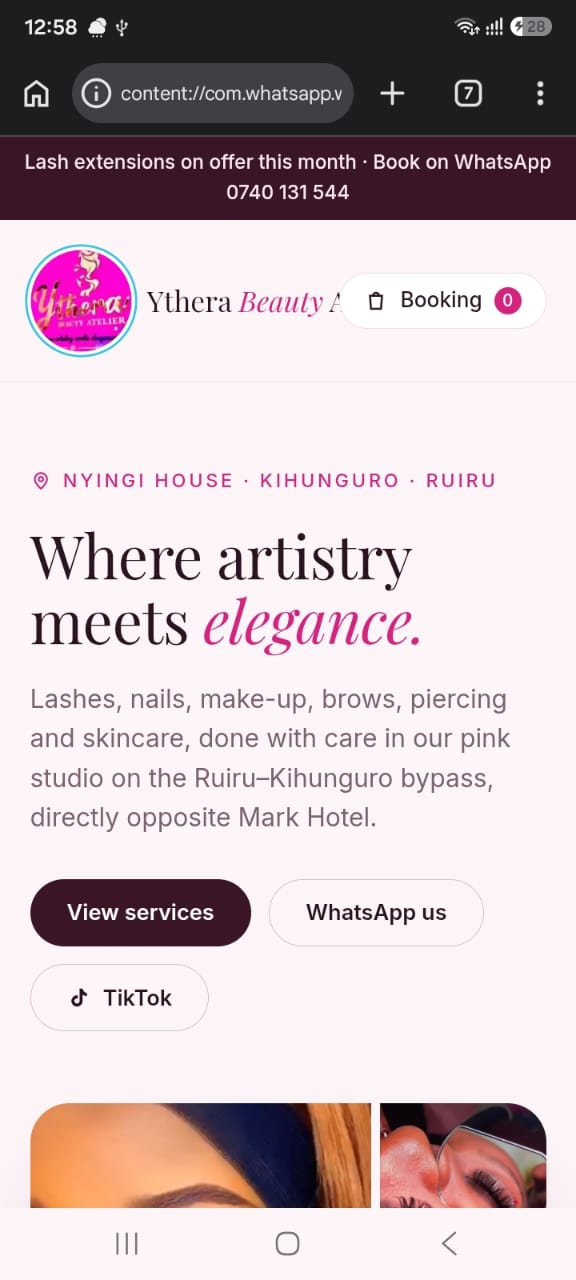 12:58
28
content://com.whatsapp.v
7
Lash extensions on offer this month · Book on WhatsApp
0740 131 544
Ythera
BEAUTY ATELIER
Ythera Beauty A
Booking 0
NYINGI HOUSE · KIHUNGURO · RUIRU
Where artistry
meets elegance.
Lashes, nails, make-up, brows, piercing
and skincare, done with care in our pink
studio on the Ruiru–Kihunguro bypass,
directly opposite Mark Hotel.
View services
WhatsApp us
TikTok